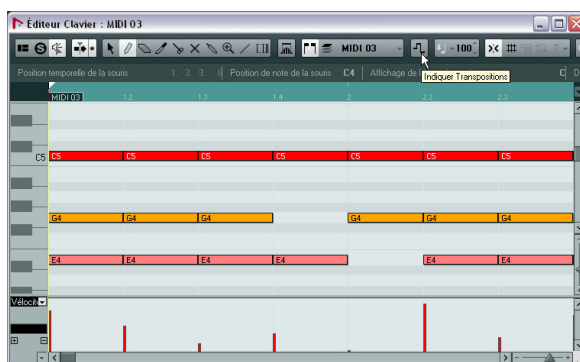 Éditeur Clavier : MIDI 03
MIDI 03
100
Position temporelle de la souris 1. 3. 3. Position de note de la souris C4 Affichage de l
Indiquer Transpositions
MIDI 03 1.2 1.3 1.4 2 2.2 2.3
C5 C5 C5 C5 C5 C5 C5 C5
G4 G4 G4 G4 G4 G4
E4 E4 E4 E4 E4 E4
Vélocit